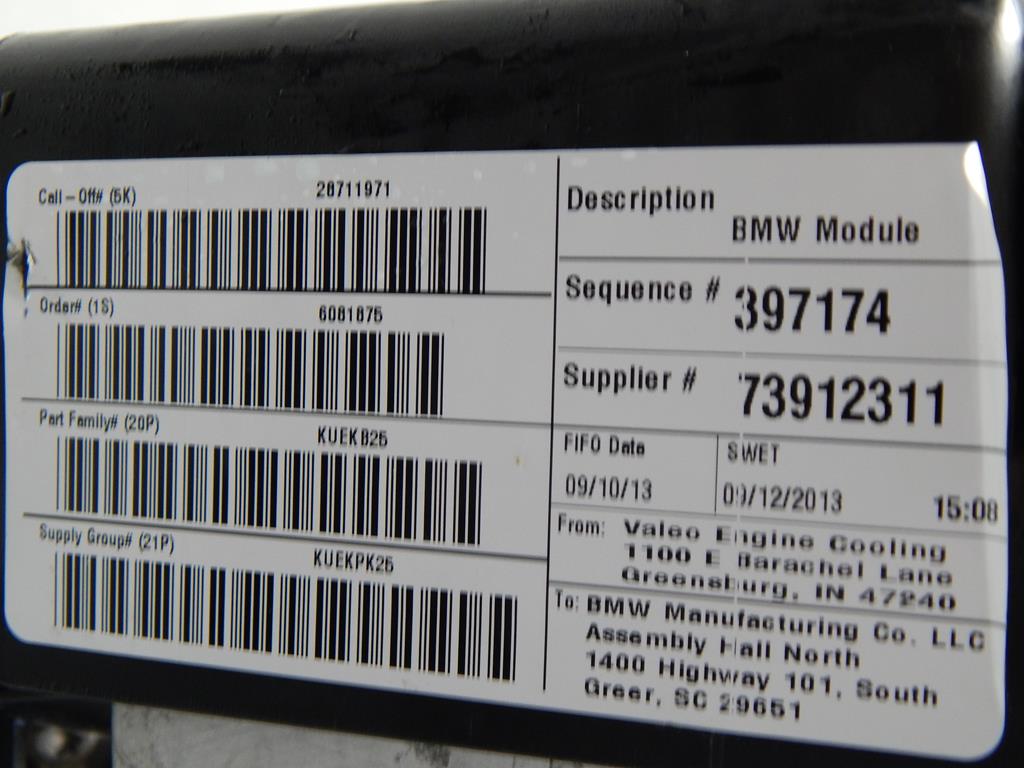 Call-Off# (5K) 28711971
Order# (1S) 6081875
Part Family# (20P) KUEKB25
Supply Group# (21P) KUEKPK25
Description
BMW Module
Sequence # 397174
Supplier # 73912311
FIFO Date
09/10/13
SWET
09/12/2013 15:08
From: Valeo Engine Cooling
1100 E Barachel Lane
Greensburg, IN 47240
To: BMW Manufacturing Co. LLC
Assembly Hall North
1400 Highway 101, South
Greer, SC 29651